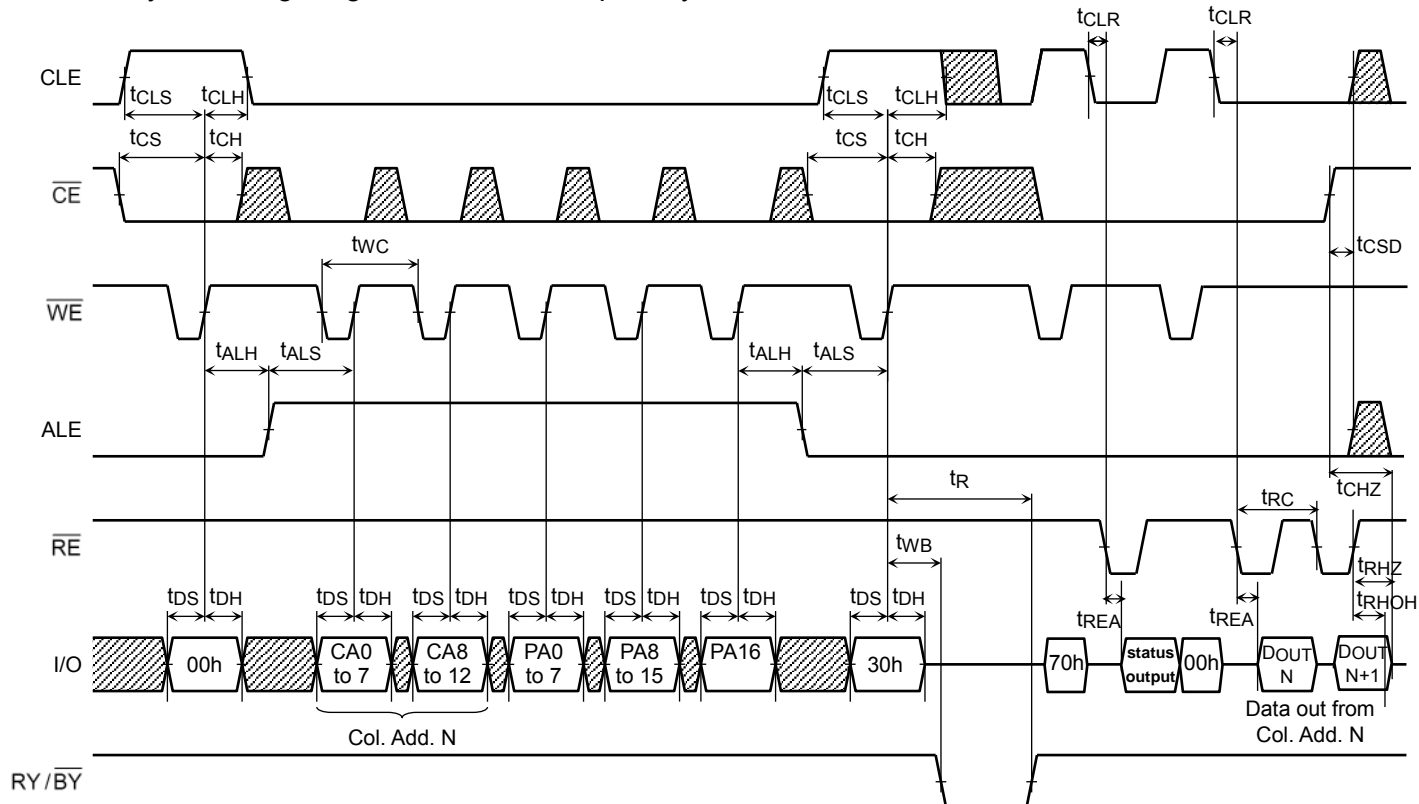 tCLR tCLR
CLE
tCLS tCLH tCLS tCLH
tCS tCH tCS tCH
CE
tWC tCSD
WE
tALH tALS tALH tALS
ALE
tR tCHZ
tRC
RE
tWB tRHZ
tDS tDH tDS tDH tDS tDH tDS tDH tDS tDH tDS tDH tDS tDH tREA tREA tRHOH
I/O 00h CA0 to 7 CA8 to 12 PA0 to 7 PA8 to 15 PA16 30h 70h status output 00h DOUT N DOUT N+1
Col. Add. N
Data out from
Col. Add. N
RY/BY